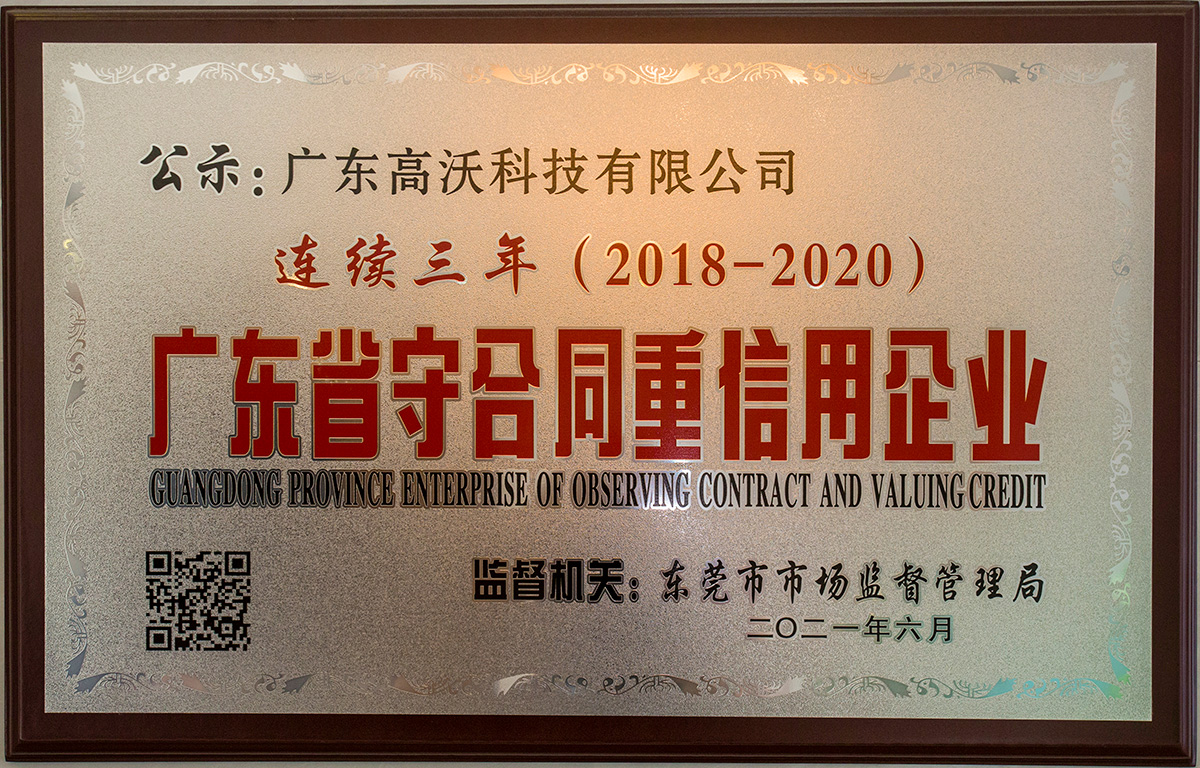 公示：广东高沃科技有限公司
连续三年（2018-2020）
广东省守合同重信用企业
GUANGDONG PROVINCE ENTERPRISE OF OBSERVING CONTRACT AND VALUING CREDIT
监督机关：东莞市市场监督管理局
二〇二一年六月